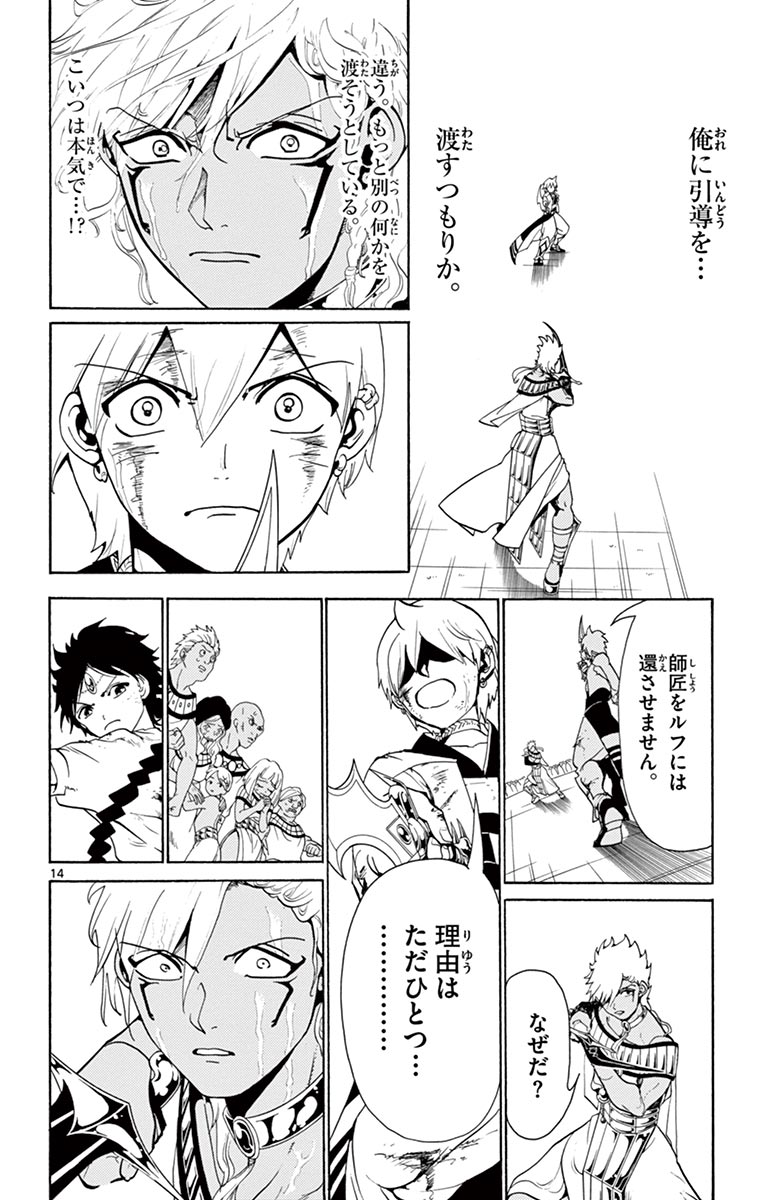 俺に引導を…
渡すつもりか。
違う。もっと別の何かを
渡そうとしている。
こいつは本気で…!?
師匠をルフには
還させません。
なぜだ?
理由は
ただひとつ…
…………
14